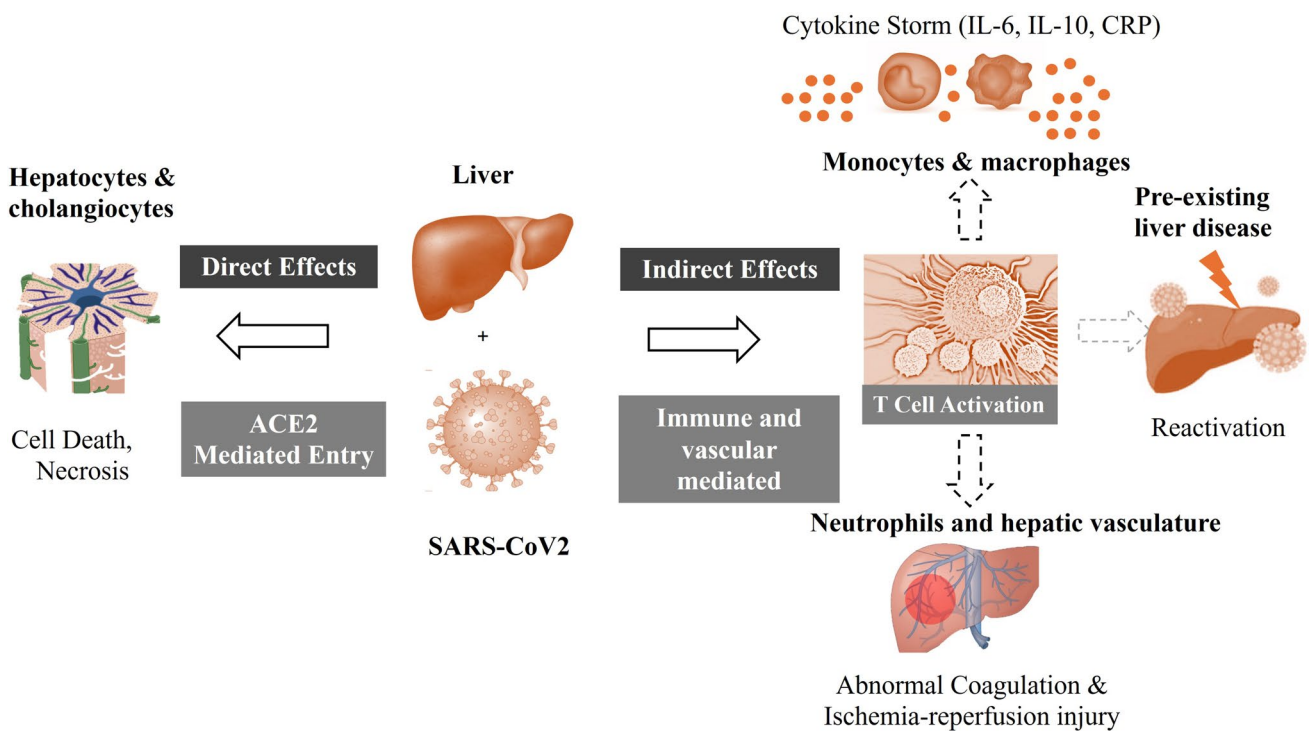 Cytokine Storm (IL-6, IL-10, CRP)
Monocytes & macrophages
Hepatocytes &
cholangiocytes
Liver
Pre-existing
liver disease
Direct Effects
Indirect Effects
+
ACE2
Mediated Entry
Immune and
vascular
mediated
T Cell Activation
Cell Death,
Necrosis
Reactivation
SARS-CoV2
Neutrophils and hepatic vasculature
Abnormal Coagulation &
Ischemia-reperfusion injury